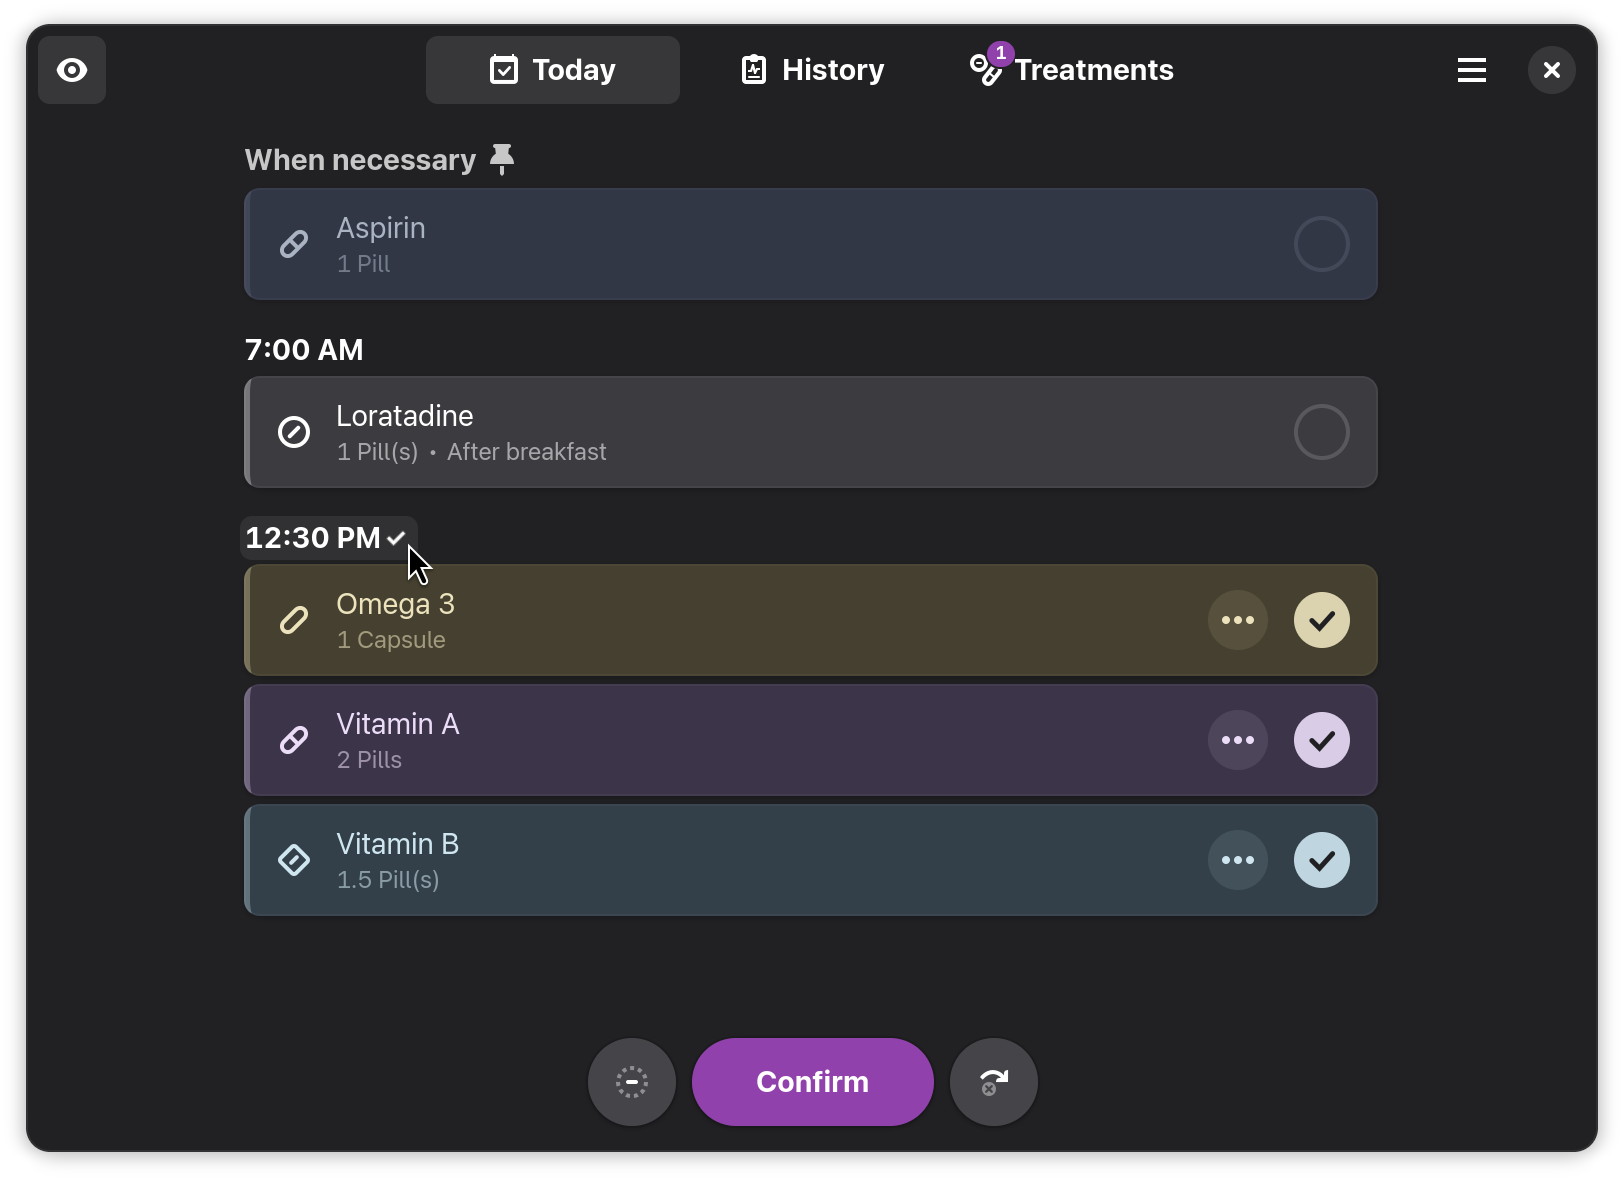 Today
History
1
Treatments
When necessary
Aspirin
1 Pill
7:00 AM
Loratadine
1 Pill(s) • After breakfast
12:30 PM
Omega 3
1 Capsule
Vitamin A
2 Pills
Vitamin B
1.5 Pill(s)
Confirm